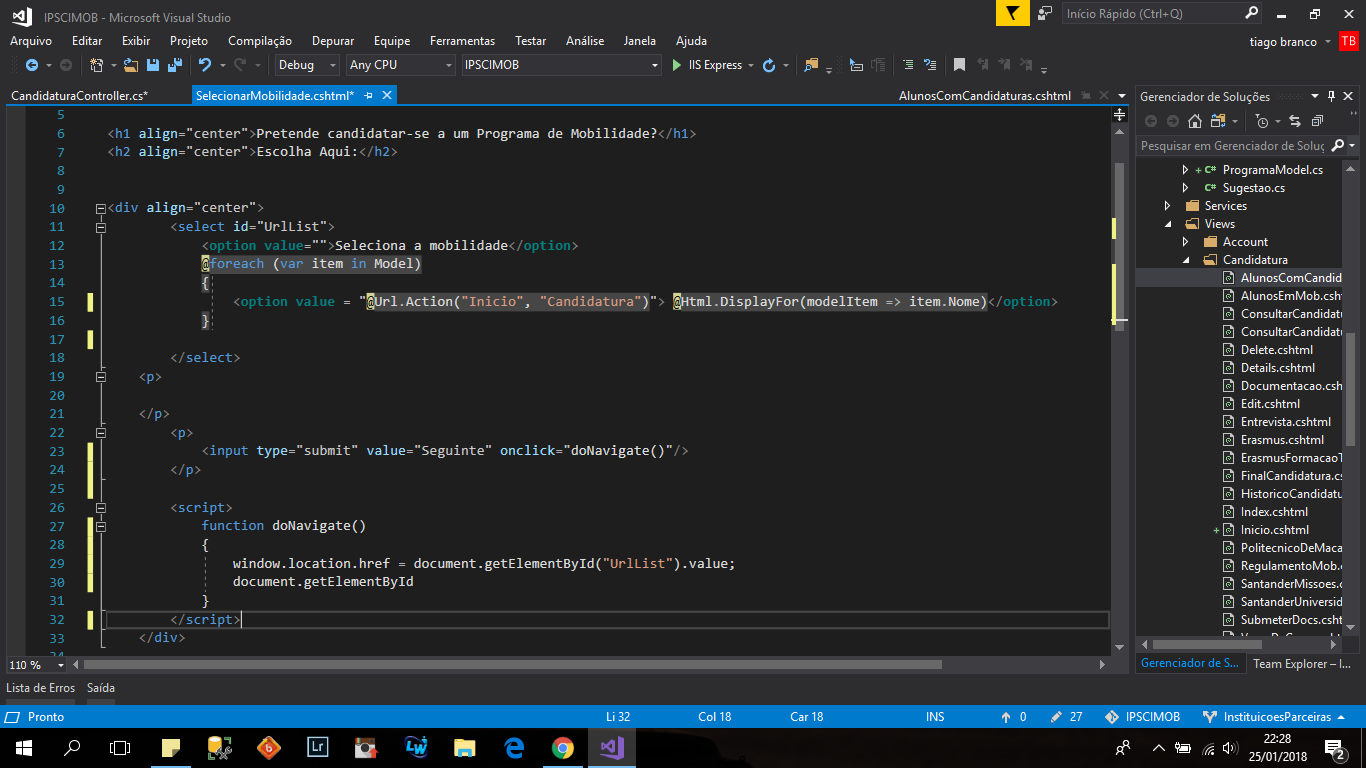 IPSCIMOB - Microsoft Visual Studio
Início Rápido (Ctrl+Q)
Arquivo Editar Exibir Projeto Compilação Depurar Equipe Ferramentas Testar Análise Janela Ajuda
tiago branco TB
Debug Any CPU IPSCIMOB IIS Express
CandidaturaController.cs* SelecionarMobilidade.cshtml* AlunosComCandidaturas.cshtml
5
6 <h1 align="center">Pretende candidatar-se a um Programa de Mobilidade?</h1>
7 <h2 align="center">Escolha Aqui:</h2>
8
9
10 <div align="center">
11 <select id="UrlList">
12 <option value="">Seleciona a mobilidade</option>
13 @foreach (var item in Model)
14 {
15 <option value = "@Url.Action("Inicio", "Candidatura")"> @Html.DisplayFor(modelItem => item.Nome)</option>
16 }
17
18 </select>
19 <p>
20
21 </p>
22 <p>
23 <input type="submit" value="Seguinte" onclick="doNavigate()"/>
24 </p>
25
26 <script>
27 function doNavigate()
28 {
29 window.location.href = document.getElementById("UrlList").value;
30 document.getElementById
31 }
32 </script>
33 </div>
110 %
Gerenciador de Soluções
Pesquisar em Gerenciador de Soluç
C# ProgramaModel.cs
C# Sugestao.cs
Services
Views
Account
Candidatura
AlunosComCandid
AlunosEmMob.csh
ConsultarCandidatu
ConsultarCandidatu
Delete.cshtml
Details.cshtml
Documentacao.csh
Edit.cshtml
Entrevista.cshtml
Erasmus.cshtml
ErasmusFormacaoT
FinalCandidatura.cs
HistoricoCandidatu
Index.cshtml
Inicio.cshtml
PolitecnicoDeMaca
RegulamentoMob.c
SantanderMissoes.c
SantanderUniversid
SubmeterDocs.csht
Gerenciador de S... Team Explorer – I...
Lista de Erros Saída
Pronto Li 32 Col 18 Car 18 INS 0 27 IPSCIMOB InstituicoesParceiras
Lr LW
22:28
25/01/2018
2